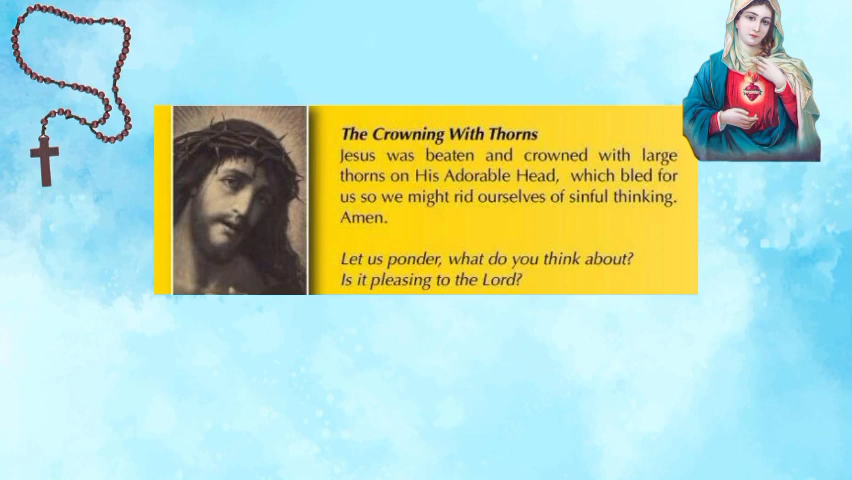 The Crowning With Thorns
Jesus was beaten and crowned with large
thorns on His Adorable Head, which bled for
us so we might rid ourselves of sinful thinking.
Amen.
Let us ponder, what do you think about?
Is it pleasing to the Lord?